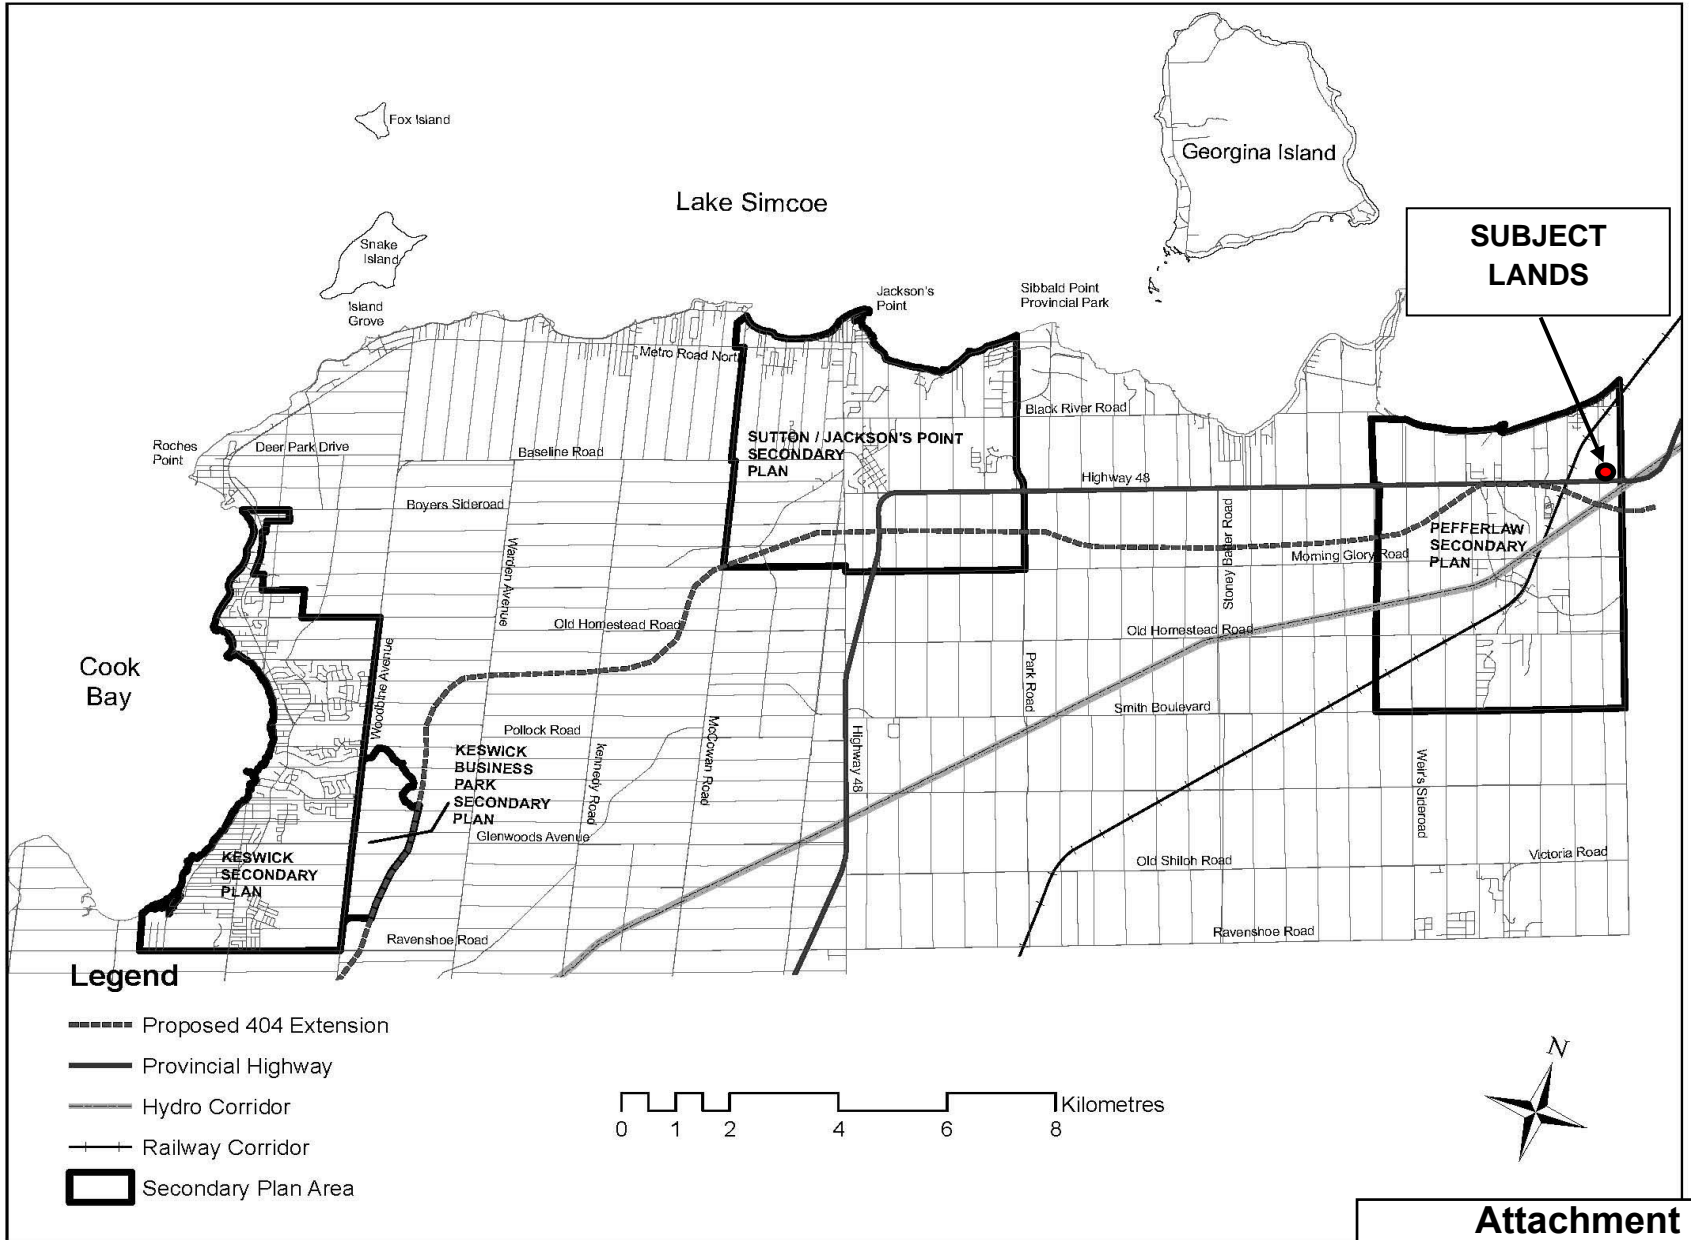 Fox Island
Georgina Island
Lake Simcoe
SUBJECT
LANDS
Snake
Island
Island
Grove
Jackson's
Point
Sibbald Point
Provincial Park
Metro Road North
Black River Road
Roches
Point
Deer Park Drive
Baseline Road
SUTTON / JACKSON'S POINT
SECONDARY
PLAN
Highway 48
Boyers Sideroad
Warden Avenue
Stoney Batter Road
PEFFERLAW
SECONDARY
PLAN
Morning Glory Road
Old Homestead Road
Old Homestead Road
Cook
Bay
Woodbine Avenue
Park Road
Smith Boulevard
Pollock Road
McCowan Road
Kennedy Road
Highway 48
Weir's Sideroad
KESWICK
BUSINESS
PARK
SECONDARY
PLAN
Glenwoods Avenue
KESWICK
SECONDARY
PLAN
Old Shiloh Road
Victoria Road
Ravenshoe Road
Ravenshoe Road
Legend
Proposed 404 Extension
Provincial Highway
Hydro Corridor
Railway Corridor
Secondary Plan Area
Kilometres
0 1 2 4 6 8
N
Attachment